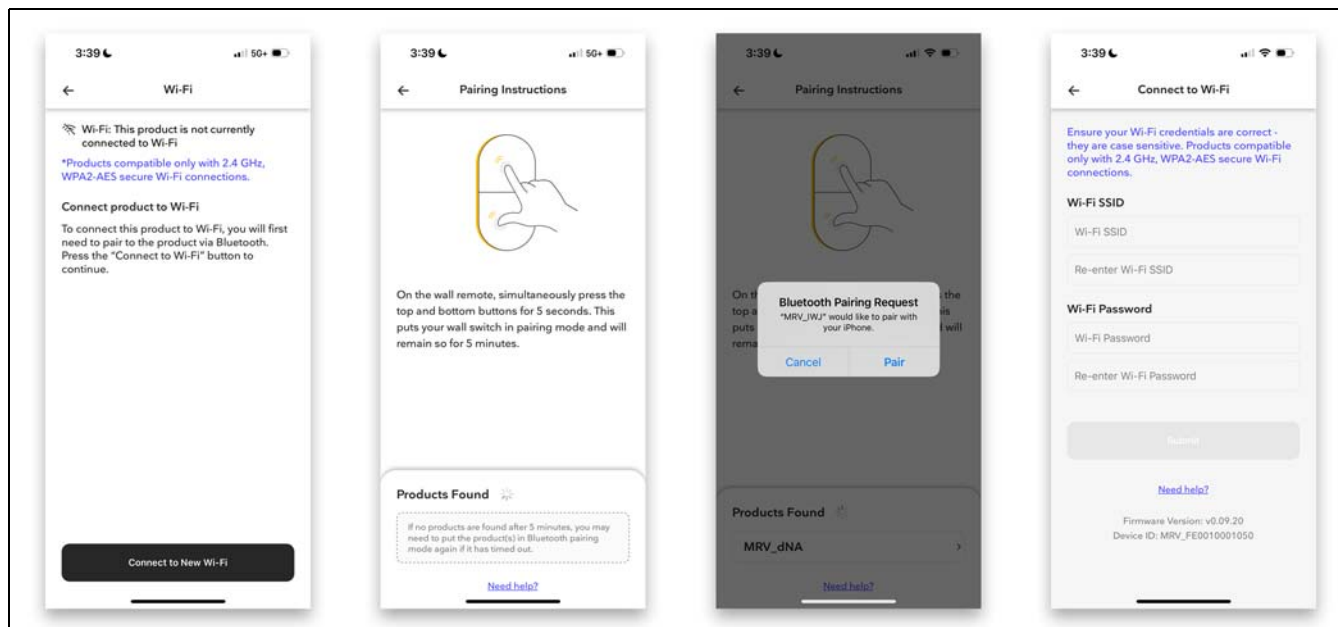 3:39
5G+
Wi-Fi
Wi-Fi: This product is not currently
connected to Wi-Fi
*Products compatible only with 2.4 GHz,
WPA2-AES secure Wi-Fi connections.
Connect product to Wi-Fi
To connect this product to Wi-Fi, you will first
need to pair to the product via Bluetooth.
Press the “Connect to Wi-Fi” button to
continue.
Connect to New Wi-Fi
3:39
5G+
Pairing Instructions
On the wall remote, simultaneously press the
top and bottom buttons for 5 seconds. This
puts your wall switch in pairing mode and will
remain so for 5 minutes.
Products Found
If no products are found after 5 minutes, you may
need to put the product(s) in Bluetooth pairing
mode again if it has timed out.
Need help?
3:39
Pairing Instructions
On the
top a
puts will
rema
Bluetooth Pairing Request
“MRV_IWJ” would like to pair with
your iPhone.
Cancel Pair
Products Found
MRV_dNA
Need help?
3:39
Connect to Wi-Fi
Ensure your Wi-Fi credentials are correct -
they are case sensitive. Products compatible
only with 2.4 GHz, WPA2-AES secure Wi-Fi
connections.
Wi-Fi SSID
Wi-Fi SSID
Re-enter Wi-Fi SSID
Wi-Fi Password
Wi-Fi Password
Re-enter Wi-Fi Password
Submit
Need help?
Firmware Version: v0.09.20
Device ID: MRV_FE0010001050